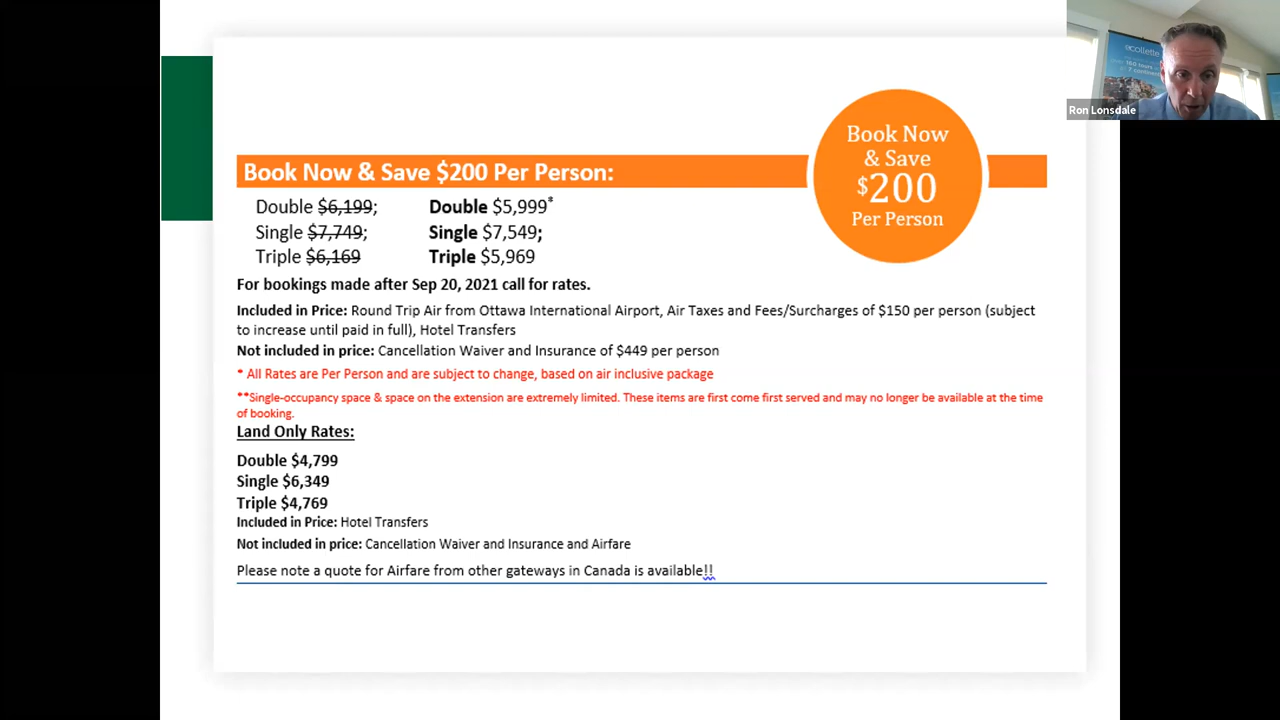 Book Now & Save $200 Per Person:
Book Now
& Save
$200
Per Person
Double $6,199; Double $5,999*
Single $7,749; Single $7,549;
Triple $6,169 Triple $5,969
For bookings made after Sep 20, 2021 call for rates.
Included in Price: Round Trip Air from Ottawa International Airport, Air Taxes and Fees/Surcharges of $150 per person (subject
to increase until paid in full), Hotel Transfers
Not included in price: Cancellation Waiver and Insurance of $449 per person
* All Rates are Per Person and are subject to change, based on air inclusive package
**Single-occupancy space & space on the extension are extremely limited. These items are first come first served and may no longer be available at the time
of booking.
Land Only Rates:
Double $4,799
Single $6,349
Triple $4,769
Included in Price: Hotel Transfers
Not included in price: Cancellation Waiver and Insurance and Airfare
Please note a quote for Airfare from other gateways in Canada is available!!
collette
Ron Lonsdale